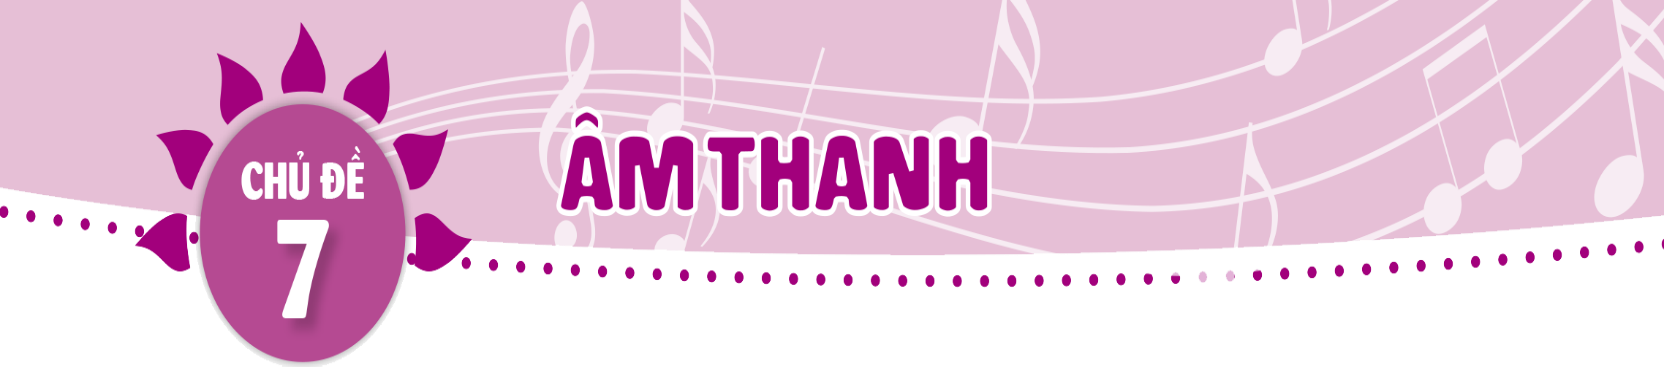 CHỦ ĐỀ
7
ÂM THANH